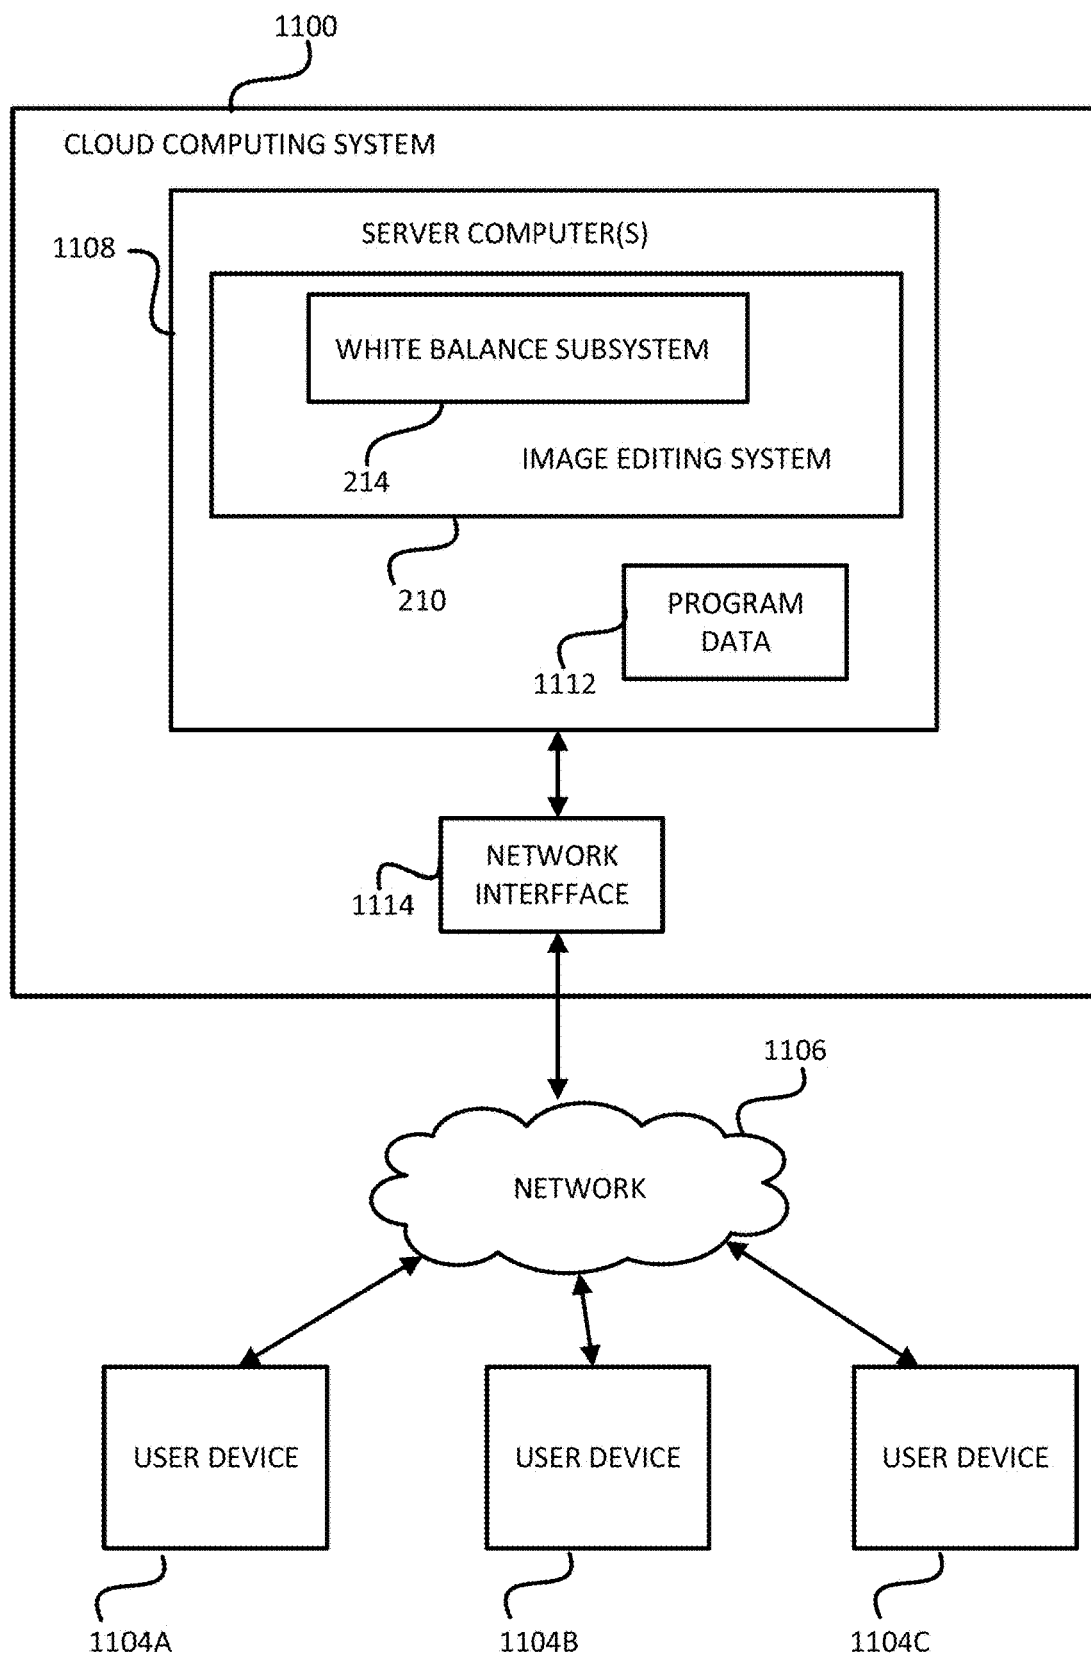 1100
CLOUD COMPUTING SYSTEM
SERVER COMPUTER(S)
1108
WHITE BALANCE SUBSYSTEM
214
IMAGE EDITING SYSTEM
210
PROGRAM
DATA
1112
NETWORK
INTERFFACE
1114
1106
NETWORK
USER DEVICE
USER DEVICE
USER DEVICE
1104A
1104B
1104C